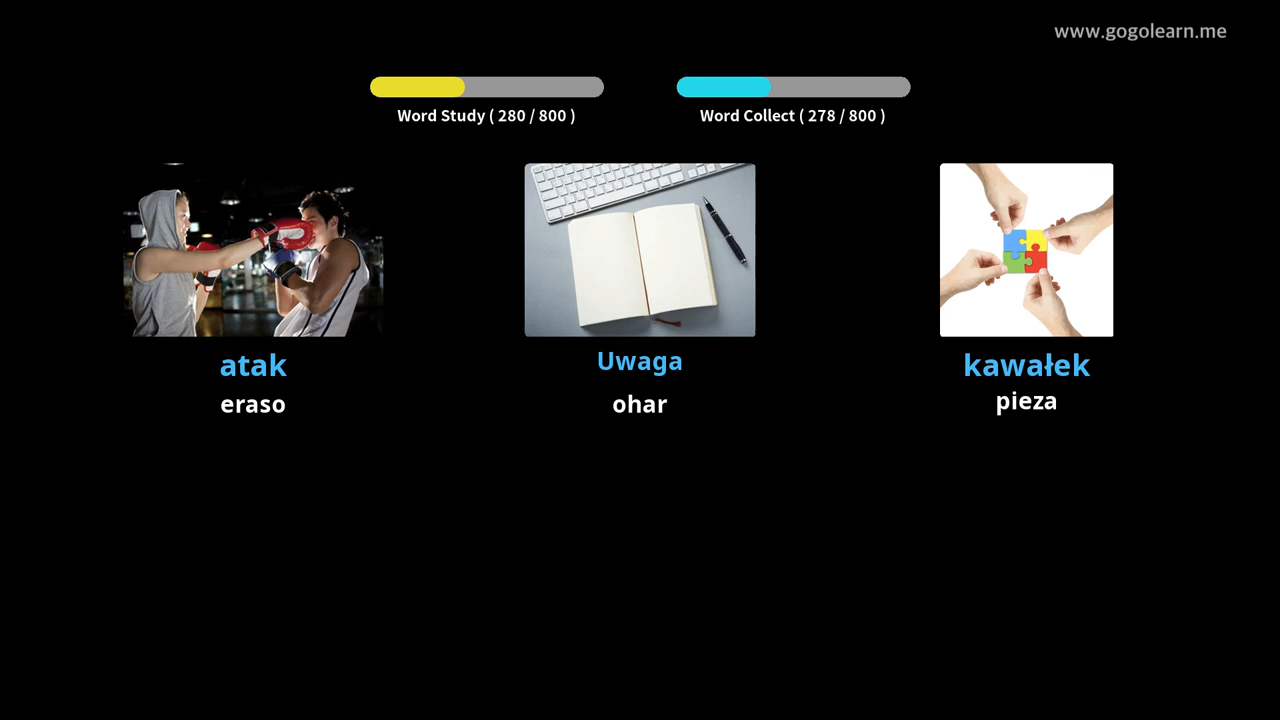 www.gogolearn.me
Word Study ( 280 / 800 )
Word Collect ( 278 / 800 )
atak
eraso
Uwaga
ohar
kawałek
pieza